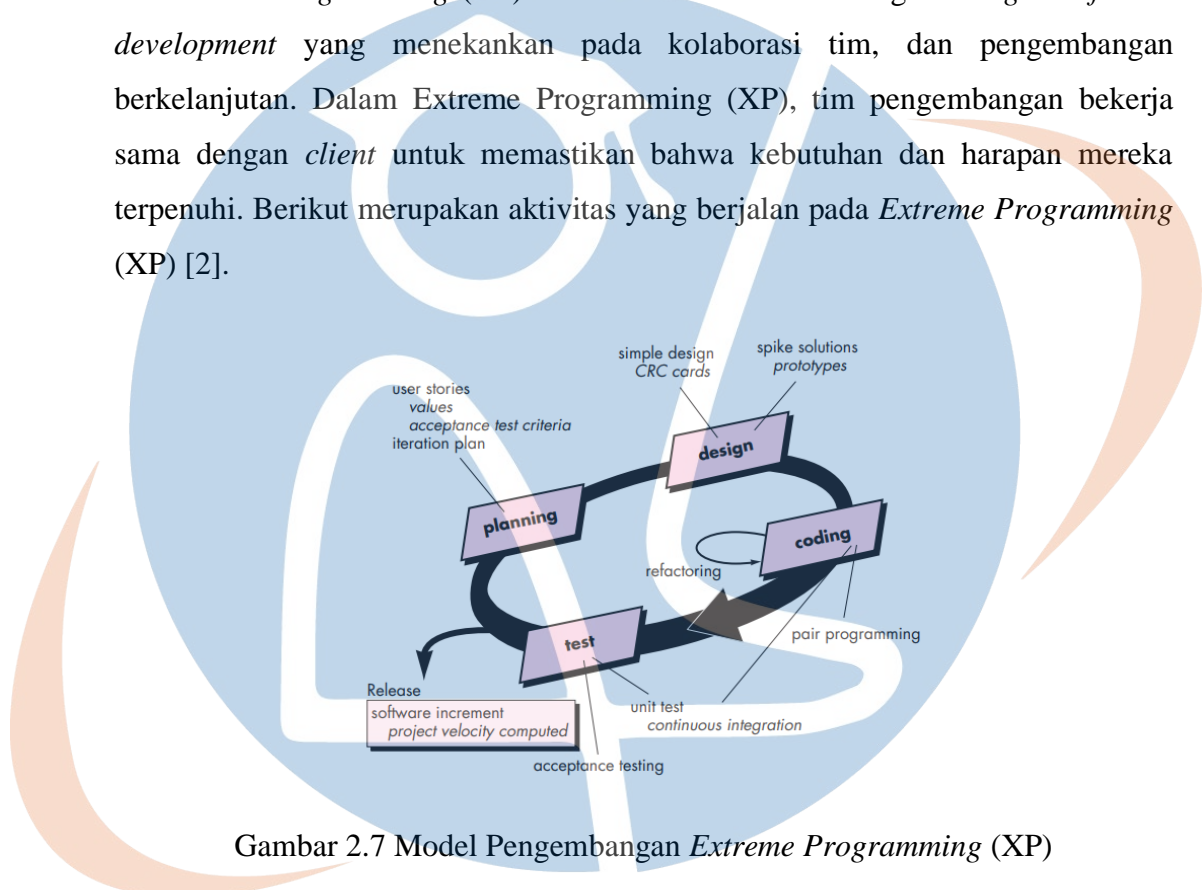 development yang menekankan pada kolaborasi tim, dan pengembangan
berkelanjutan. Dalam Extreme Programming (XP), tim pengembangan bekerja
sama dengan client untuk memastikan bahwa kebutuhan dan harapan mereka
terpenuhi. Berikut merupakan aktivitas yang berjalan pada Extreme Programming
(XP) [2].
simple design
CRC cards
spike solutions
prototypes
user stories
values
acceptance test criteria
iteration plan
design
planning
coding
refactoring
test
pair programming
Release
software increment
project velocity computed
unit test
continuous integration
acceptance testing
Gambar 2.7 Model Pengembangan Extreme Programming (XP)